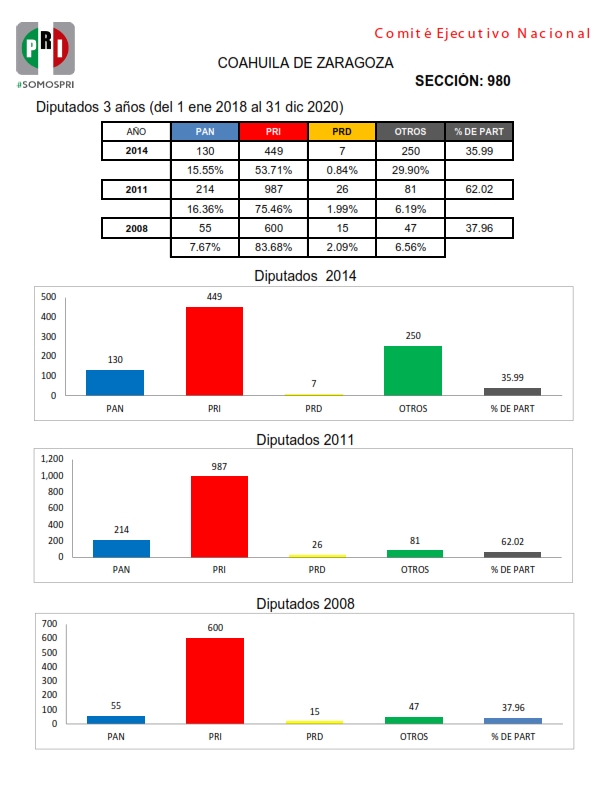 PRI
#SOMOSPRI
Comité Ejecutivo Nacional
COAHUILA DE ZARAGOZA
SECCIÓN: 980
Diputados 3 años (del 1 ene 2018 al 31 dic 2020)
AÑO PAN PRI PRD OTROS % DE PART
2014 130 449 7 250 35.99
15.55% 53.71% 0.84% 29.90%
2011 214 987 26 81 62.02
16.36% 75.46% 1.99% 6.19%
2008 55 600 15 47 37.96
7.67% 83.68% 2.09% 6.56%
Diputados 2014
500
400
300
200
100
0
130 449 7 250 35.99
PAN PRI PRD OTROS % DE PART
Diputados 2011
1,200
1,000
800
600
400
200
0
214 987 26 81 62.02
PAN PRI PRD OTROS % DE PART
Diputados 2008
700
600
500
400
300
200
100
0
55 600 15 47 37.96
PAN PRI PRD OTROS % DE PART